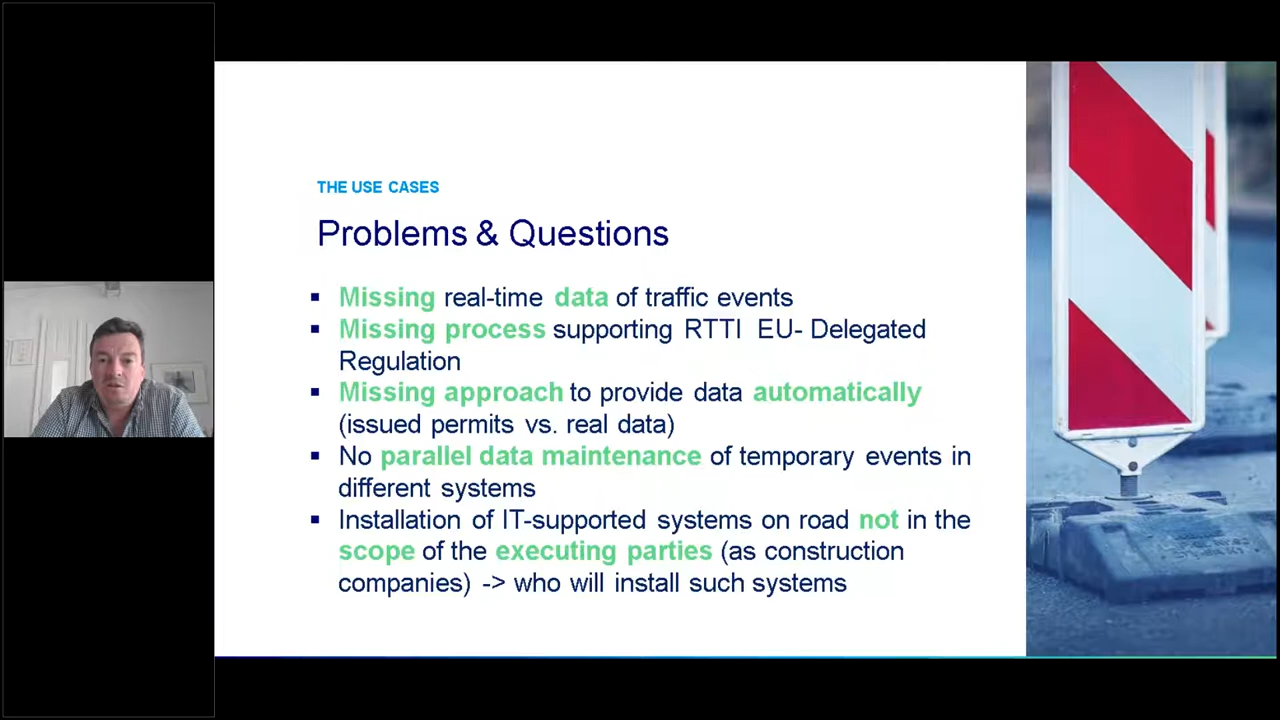 THE USE CASES
Problems & Questions
▪ Missing real-time data of traffic events
▪ Missing process supporting RTTI EU- Delegated
Regulation
▪ Missing approach to provide data automatically
(issued permits vs. real data)
▪ No parallel data maintenance of temporary events in
different systems
▪ Installation of IT-supported systems on road not in the
scope of the executing parties (as construction
companies) -> who will install such systems